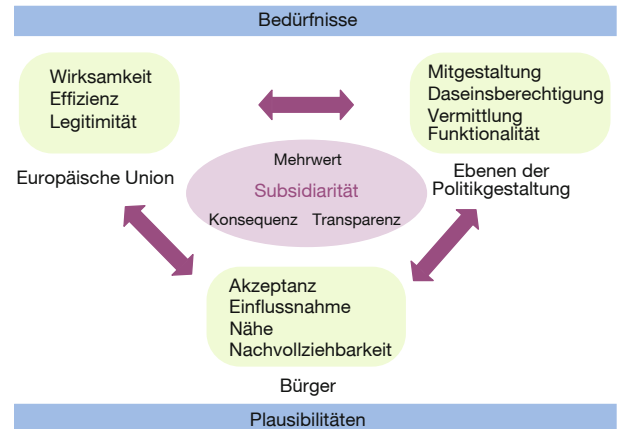 Bedürfnisse
Wirksamkeit
Effizienz
Legitimität
Europäische Union
Mitgestaltung
Daseinsberechtigung
Vermittlung
Funktionalität
Ebenen der
Politikgestaltung
Mehrwert
Subsidiarität
Konsequenz Transparenz
Akzeptanz
Einflussnahme
Nähe
Nachvollziehbarkeit
Bürger
Plausibilitäten